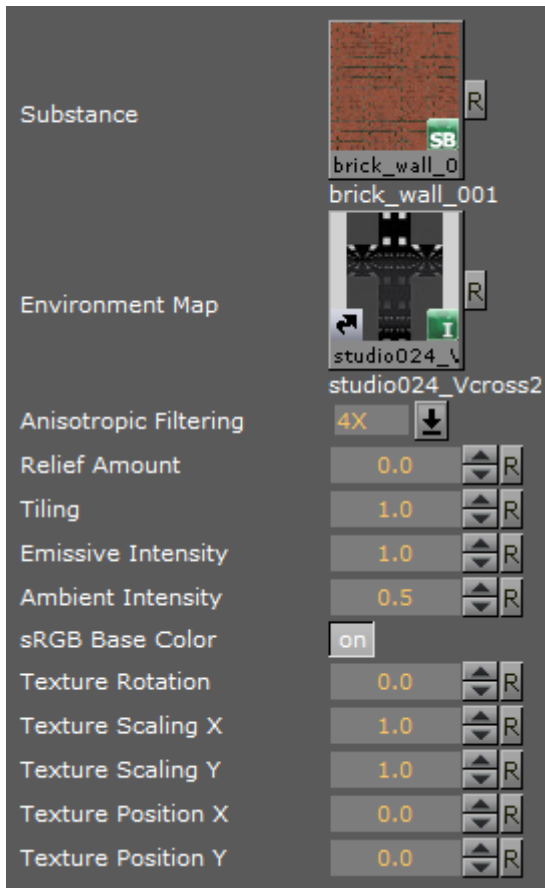 Substance
R
SB
brick_wall_0
brick_wall_001
Environment Map
R
I
studio024_V
studio024_Vcross2
Anisotropic Filtering 4X
Relief Amount 0.0 R
Tiling 1.0 R
Emissive Intensity 1.0 R
Ambient Intensity 0.5 R
sRGB Base Color on
Texture Rotation 0.0 R
Texture Scaling X 1.0 R
Texture Scaling Y 1.0 R
Texture Position X 0.0 R
Texture Position Y 0.0 R